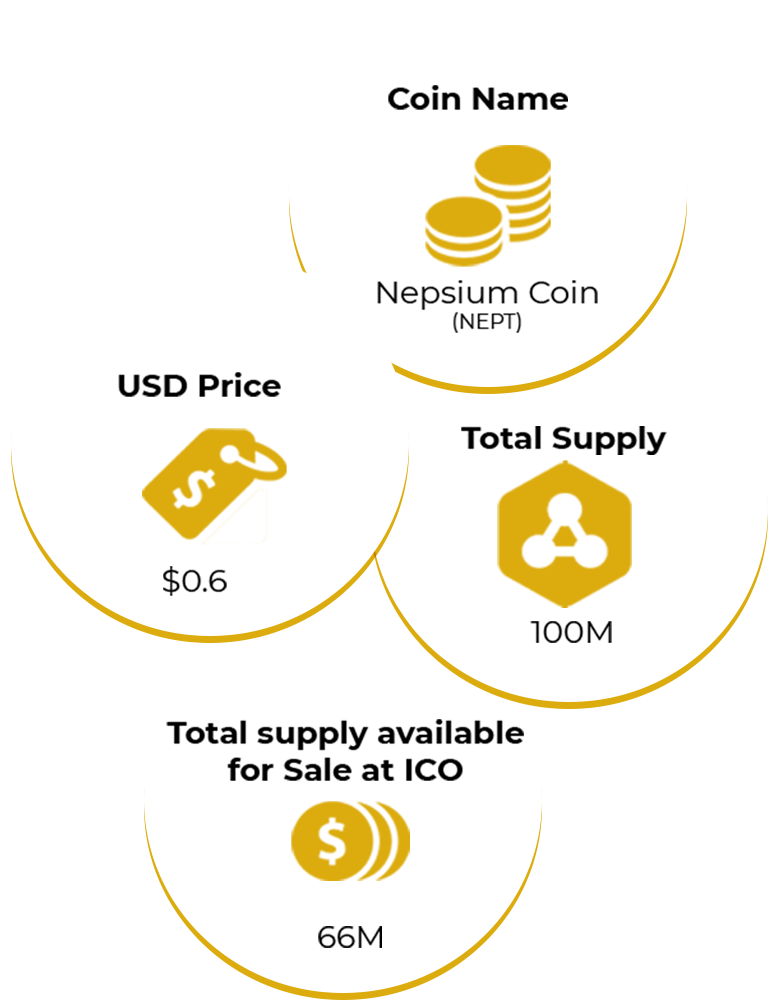 Coin Name
Nepsium Coin
(NEPT)
USD Price
$
$0.6
Total Supply
100M
Total supply available
for Sale at ICO
$
66M